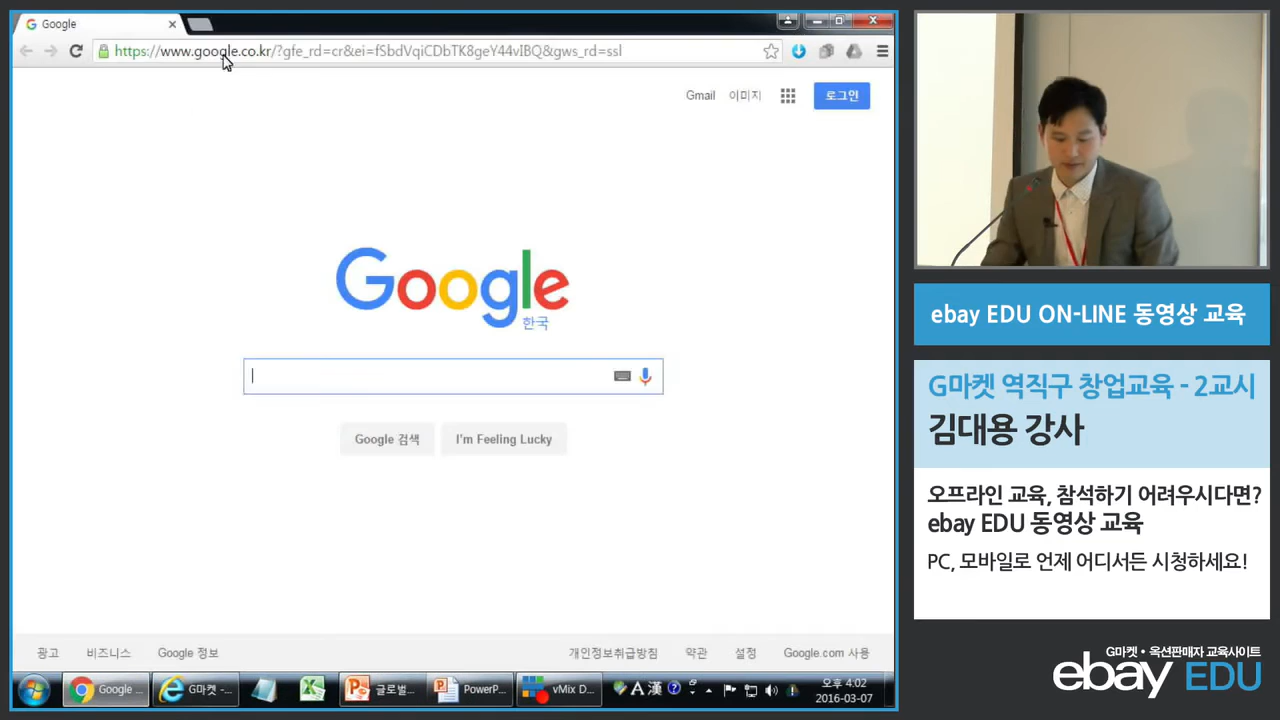 Google
https://www.google.co.kr/?gfe_rd=cr&ei=fSbdVqiCDbTK8geY44vIBQ&gws_rd=ssl
Gmail 이미지 로그인
Google
한국
Google 검색 I'm Feeling Lucky
광고 비즈니스 Google 정보 개인정보취급방침 약관 설정 Google.com 사용
Google ... G마켓 -... 글로벌... PowerP... vMix D... A 漢 오후 4:02
2016-03-07
ebay EDU ON-LINE 동영상 교육
G마켓 역직구 창업교육 - 2교시
김대용 강사
오프라인 교육, 참석하기 어려우시다면?
ebay EDU 동영상 교육
PC, 모바일로 언제 어디서든 시청하세요!
G마켓 • 옥션판매자 교육사이트
ebay EDU